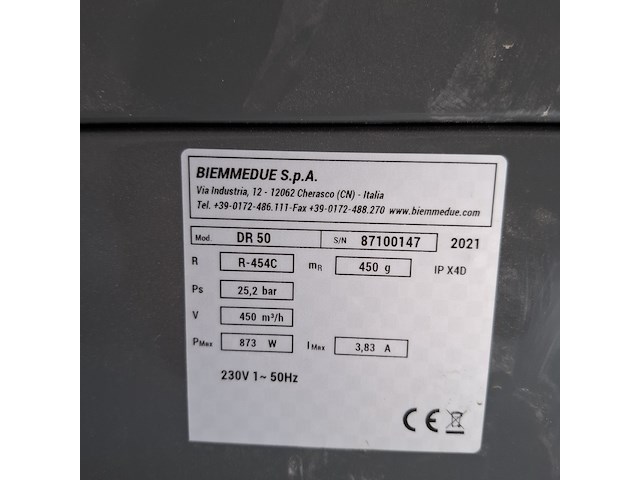 BIEMMEDUE S.p.A.
Via Industria, 12 - 12062 Cherasco (CN) - Italia
Tel. +39-0172-486.111-Fax +39-0172-488.270 www.biemmedue.com
Mod. DR 50 S/N 87100147 2021
R R-454C mR 450 g IP X4D
Ps 25,2 bar
V 450 m³/h
PMax 873 W IMax 3,83 A
230V 1~ 50Hz
CE